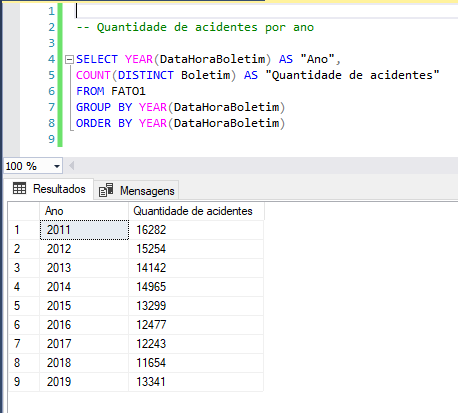 1
2 -- Quantidade de acidentes por ano
3
4 SELECT YEAR(DataHoraBoletim) AS "Ano",
5 COUNT(DISTINCT Boletim) AS "Quantidade de acidentes"
6 FROM FATO1
7 GROUP BY YEAR(DataHoraBoletim)
8 ORDER BY YEAR(DataHoraBoletim)
9
100 %
Resultados Mensagens
Ano Quantidade de acidentes
1 2011 16282
2 2012 15254
3 2013 14142
4 2014 14965
5 2015 13299
6 2016 12477
7 2017 12243
8 2018 11654
9 2019 13341